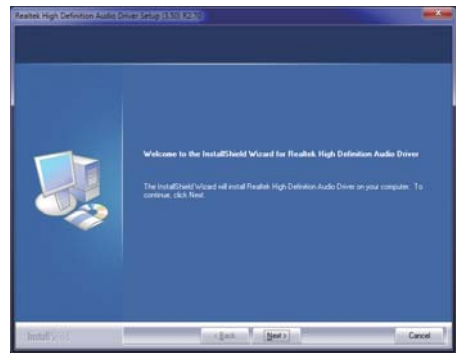 Realtek High Definition Audio Driver Setup (3.50) R2.70
Welcome to the InstallShield Wizard for Realtek High Definition Audio Driver
The InstallShield Wizard will install Realtek High Definition Audio Driver on your computer. To
continue, click Next.
InstallShield
< Back
Next >
Cancel